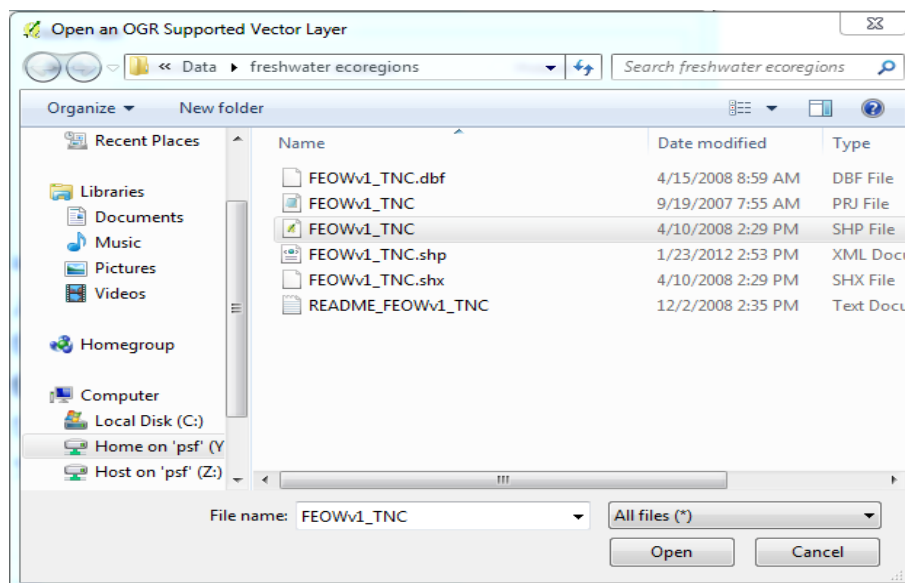 Open an OGR Supported Vector Layer
« Data ▸ freshwater ecoregions
Search freshwater ecoregions
Organize
New folder
Recent Places
Libraries
Documents
Music
Pictures
Videos
Homegroup
Computer
Local Disk (C:)
Home on 'psf' (Y
Host on 'psf' (Z:)
Name Date modified Type
FEOWv1_TNC.dbf 4/15/2008 8:59 AM DBF File
FEOWv1_TNC 9/19/2007 7:55 AM PRJ File
FEOWv1_TNC 4/10/2008 2:29 PM SHP File
FEOWv1_TNC.shp 1/23/2012 2:53 PM XML Docu
FEOWv1_TNC.shx 4/10/2008 2:29 PM SHX File
README_FEOWv1_TNC 12/2/2008 2:35 PM Text Docu
File name: FEOWv1_TNC
All files (*)
Open Cancel